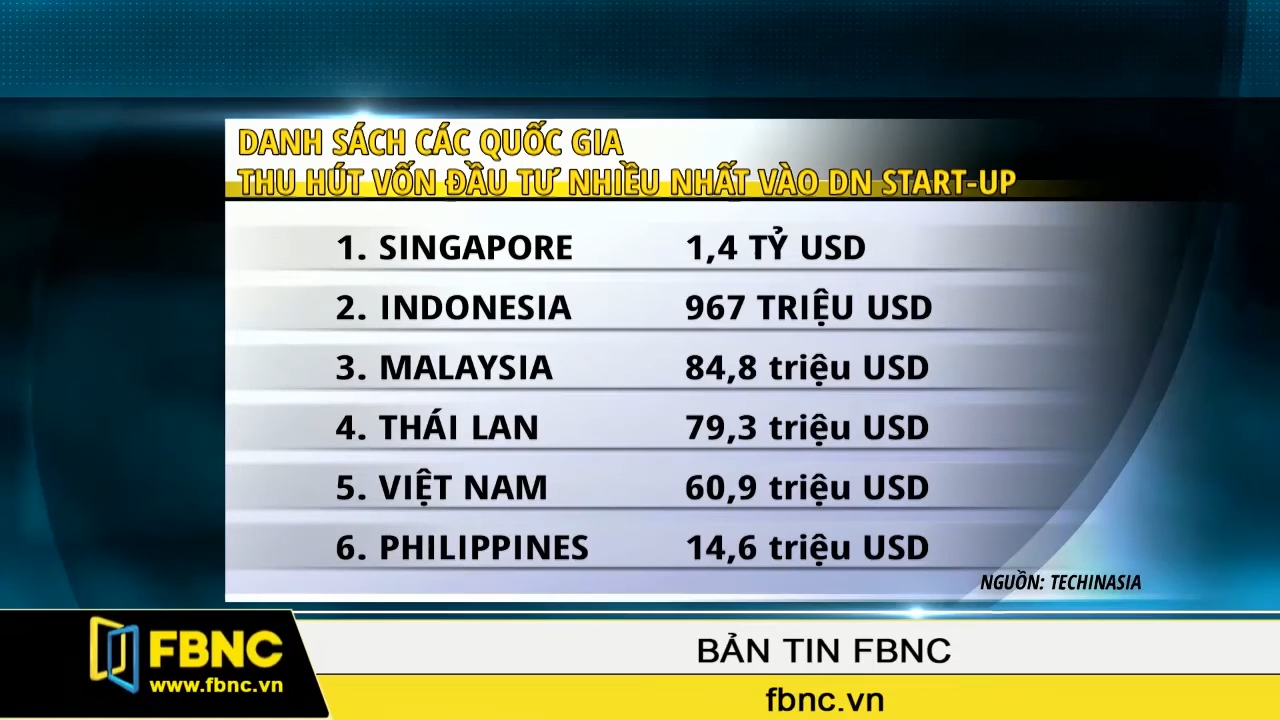 DANH SÁCH CÁC QUỐC GIA
THU HÚT VỐN ĐẦU TƯ NHIỀU NHẤT VÀO DN START-UP
1. SINGAPORE 1,4 TỶ USD
2. INDONESIA 967 TRIỆU USD
3. MALAYSIA 84,8 triệu USD
4. THÁI LAN 79,3 triệu USD
5. VIỆT NAM 60,9 triệu USD
6. PHILIPPINES 14,6 triệu USD
NGUỒN: TECHINASIA
FBNC
www.fbnc.vn
BẢN TIN FBNC
fbnc.vn